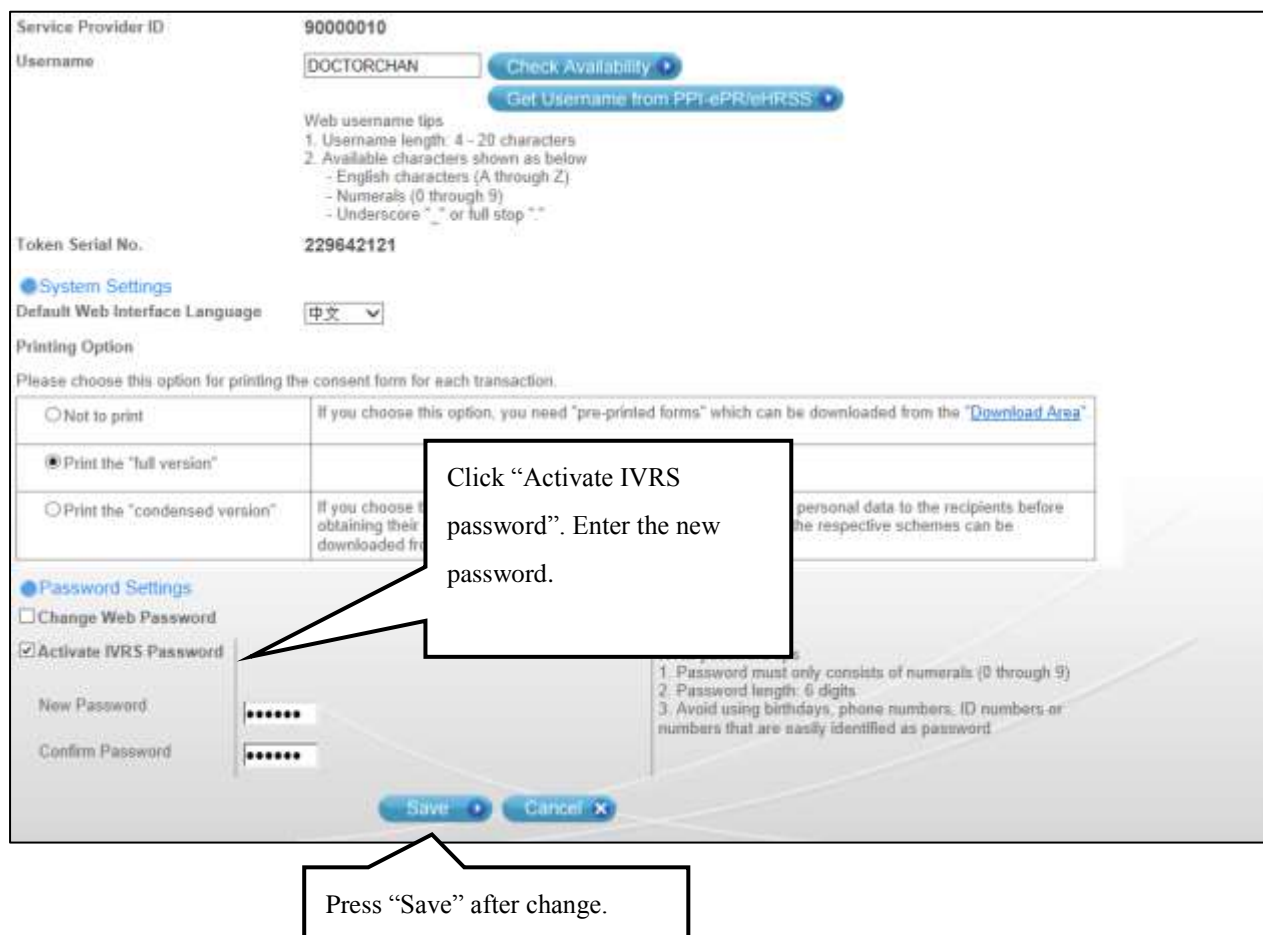 Service Provider ID 90000010
Username DOCTORCHAN Check Availability
Get Username from PPI-ePR/eHRSS
Web username tips
1. Username length: 4 - 20 characters
2. Available characters shown as below
- English characters (A through Z)
- Numerals (0 through 9)
- Underscore "_" or full stop "."
Token Serial No. 229642121
System Settings
Default Web Interface Language 中文
Printing Option
Please choose this option for printing the consent form for each transaction.
Not to print If you choose this option, you need "pre-printed forms" which can be downloaded from the "Download Area"
Print the "full version"
Print the "condensed version" If you choose personal data to the recipients before
obtaining their the respective schemes can be
downloaded
Click “Activate IVRS
password”. Enter the new
password.
Password Settings
Change Web Password
Activate IVRS Password
1. Password must only consists of numerals (0 through 9)
2. Password length: 6 digits
3. Avoid using birthdays, phone numbers, ID numbers or
numbers that are easily identified as password
New Password ••••••
Confirm Password ••••••
Save Cancel
Press “Save” after change.